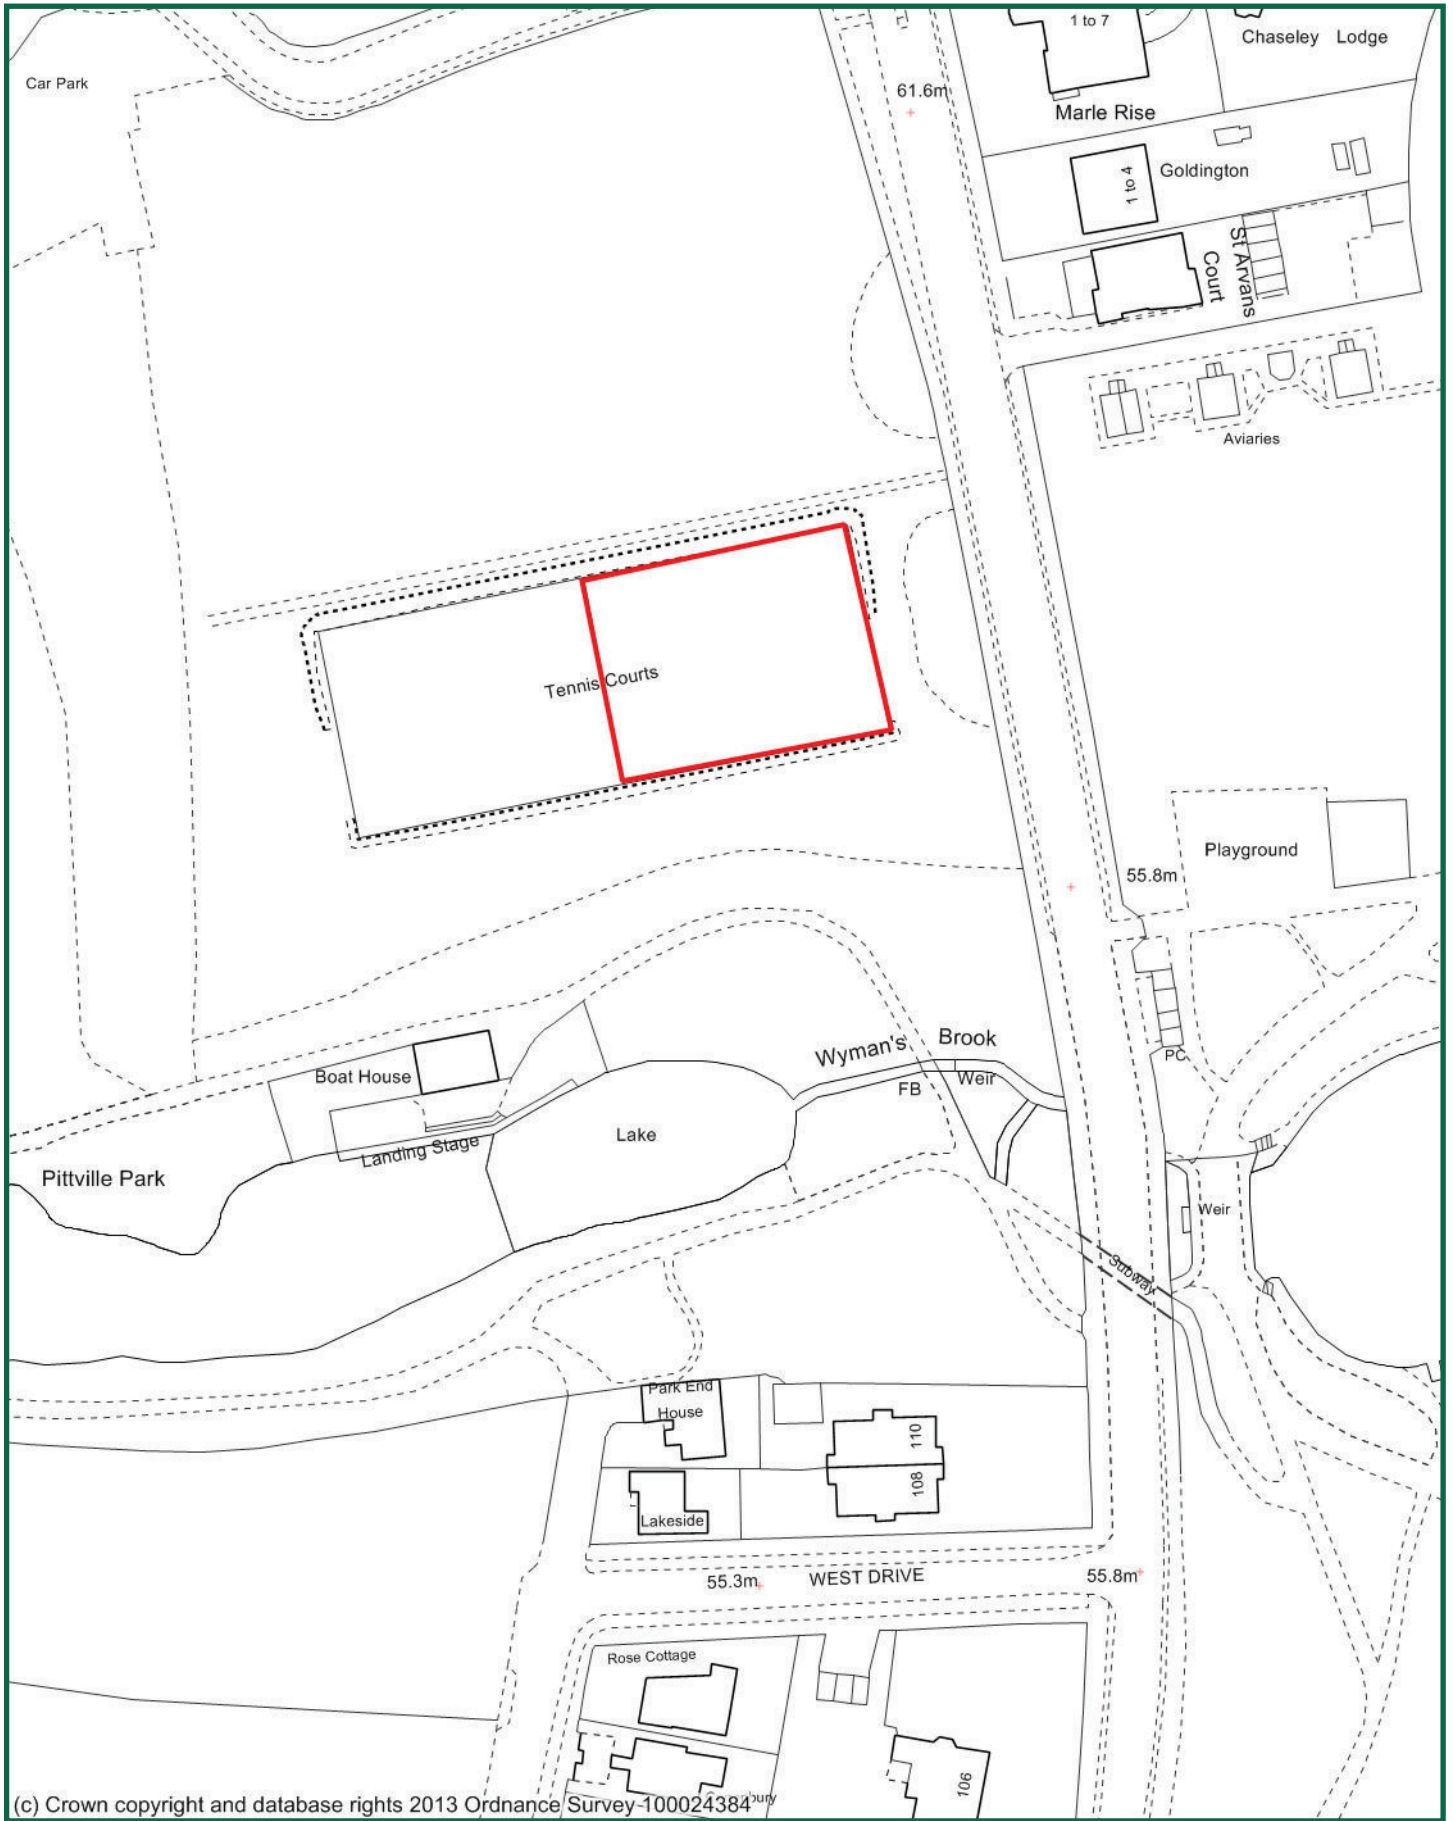 1 to 7
Chaseley Lodge
Car Park
61.6m
Marle Rise
Goldington
1 to 4
St Arvans
Court
Aviaries
Tennis Courts
Playground
55.8m
Wyman's Brook
PC
Boat House
FB
Weir
Lake
Landing Stage
Pittville Park
Weir
Subway
Park End
House
110
108
Lakeside
55.3m
WEST DRIVE
55.8m
Rose Cottage
106
(c) Crown copyright and database rights 2013 Ordnance Survey 100024384